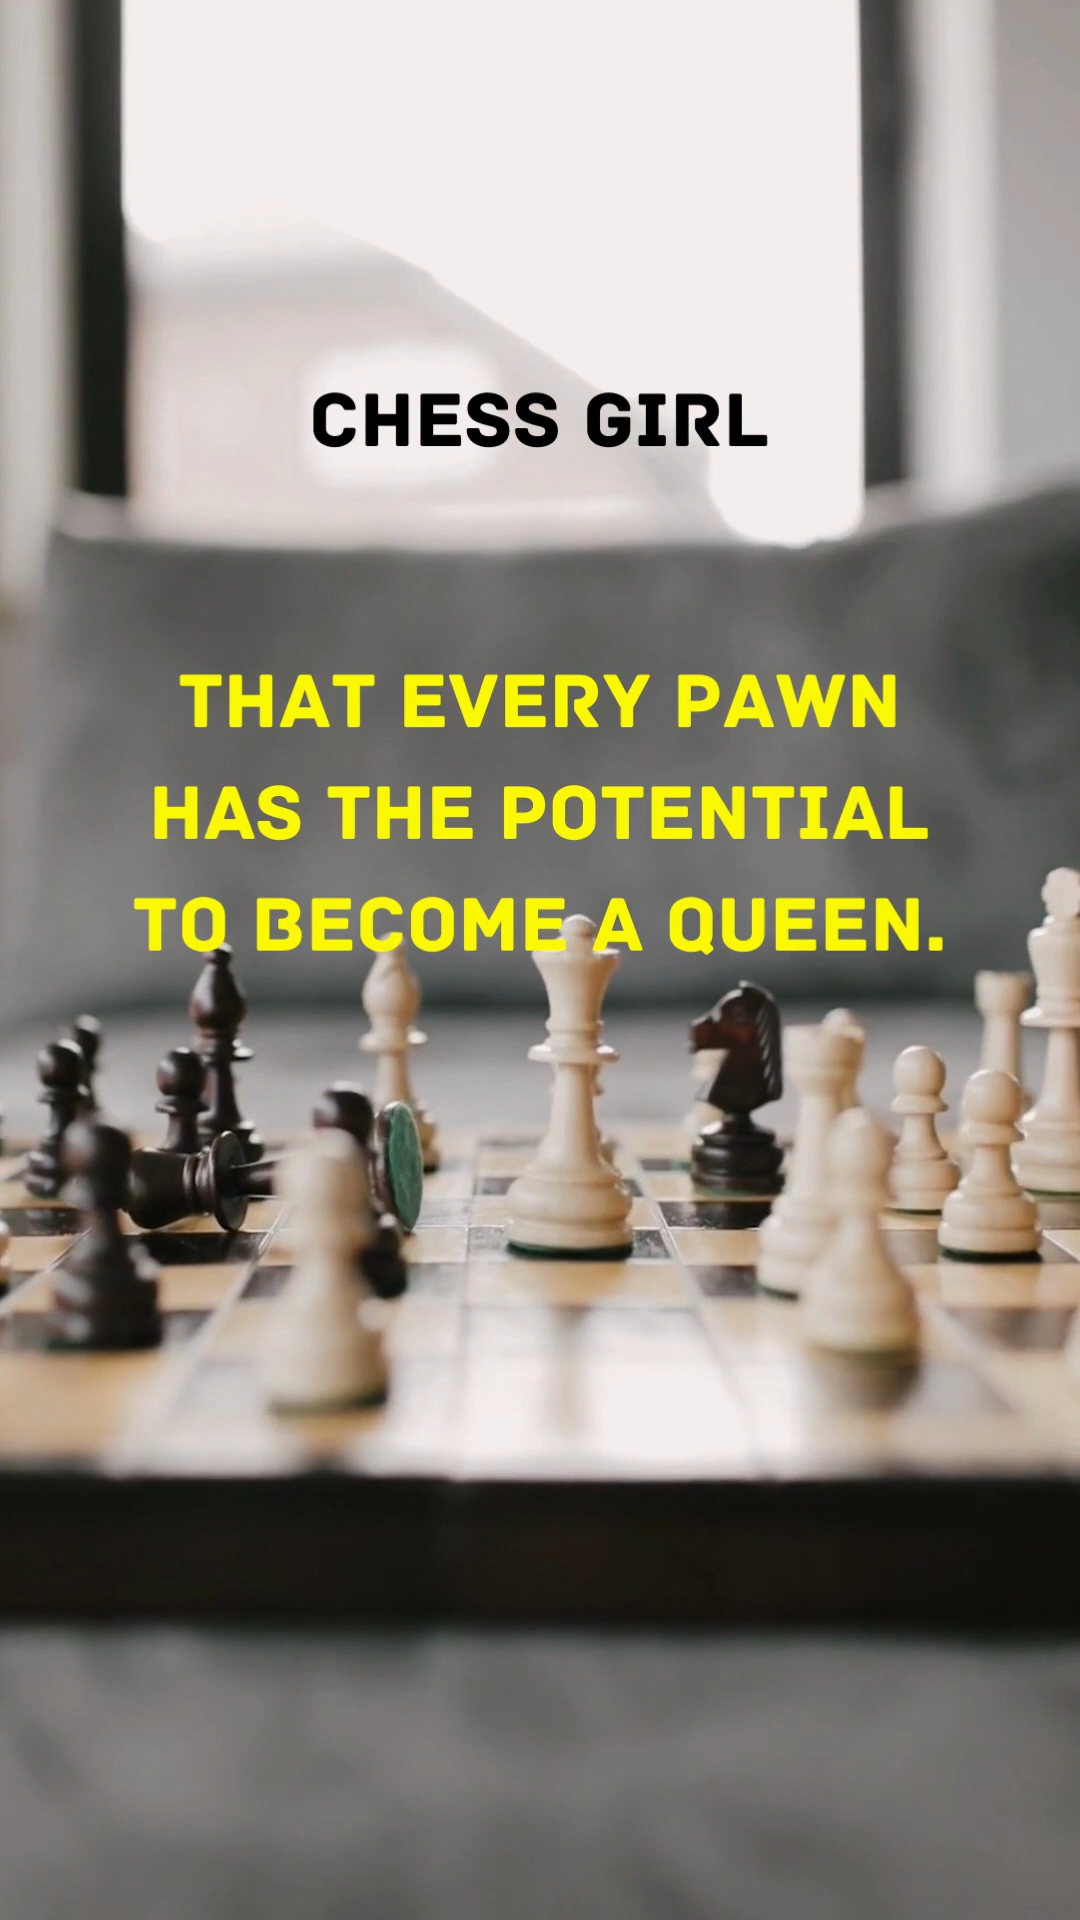 CHESS GIRL
THAT EVERY PAWN
HAS THE POTENTIAL
TO BECOME A QUEEN.